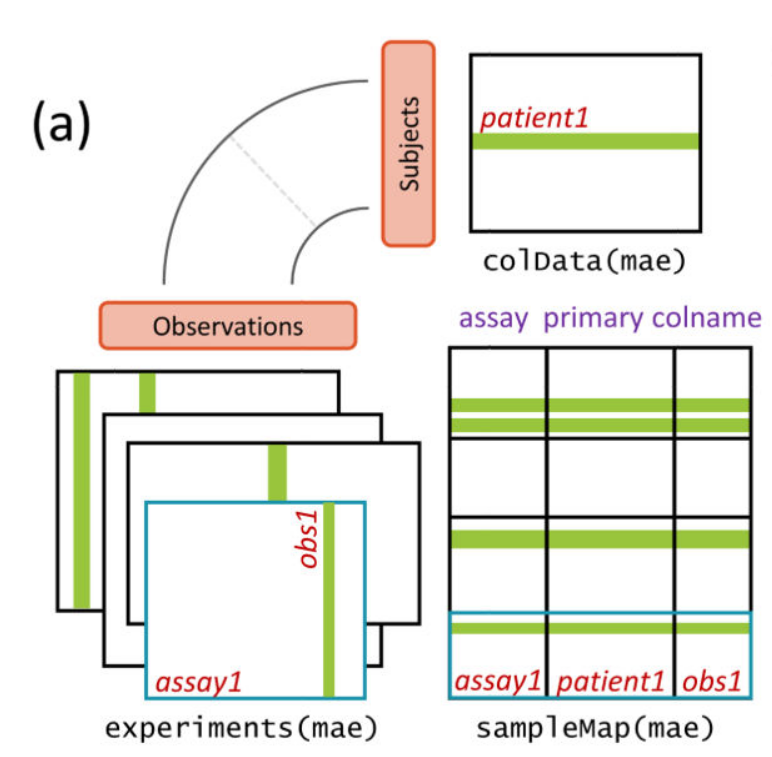 (a)
Subjects
patient1
colData(mae)
Observations
assay primary colname
obs1
assay1
assay1 patient1 obs1
experiments(mae)
sampleMap(mae)